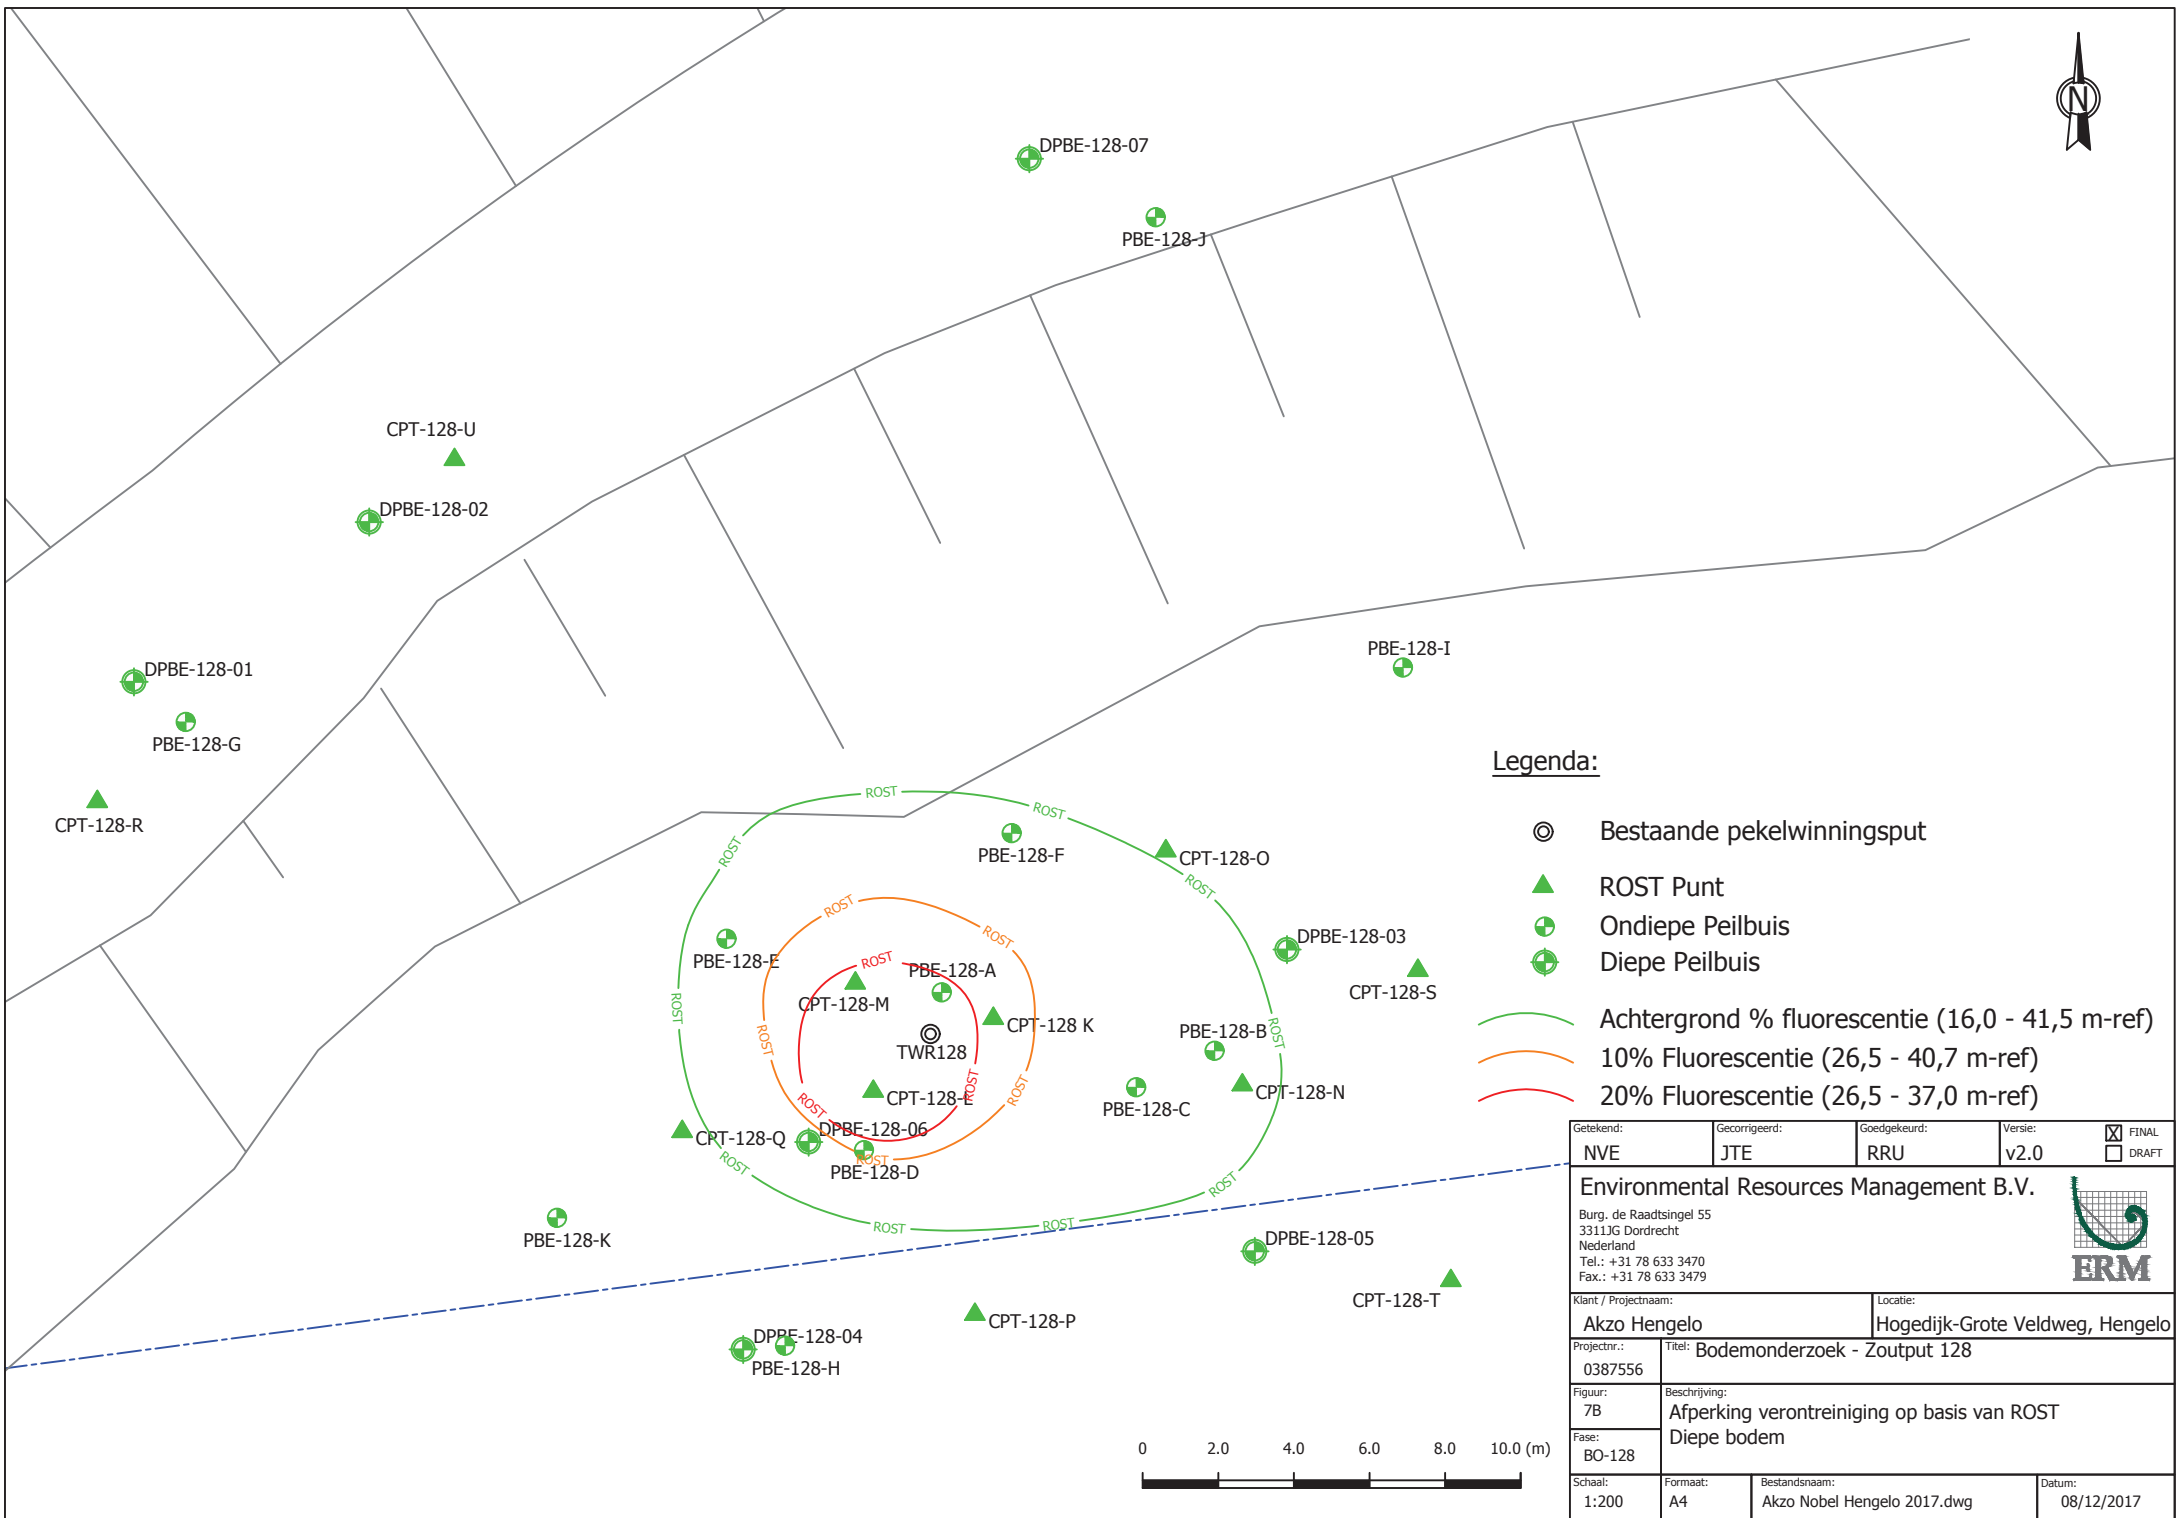 N
DPBE-128-07
PBE-128-J
CPT-128-U
DPBE-128-02
DPBE-128-01
PBE-128-G
CPT-128-R
PBE-128-I
ROST
ROST
ROST
PBE-128-F
CPT-128-O
ROST
ROST
ROST
PBE-128-E
DPBE-128-03
CPT-128-S
ROST
PBE-128-A
CPT-128-M
ROST
CPT-128 K
TWR128
ROST
PBE-128-B
ROST
CPT-128-L
ROST
ROST
ROST
PBE-128-C
CPT-128-N
CPT-128-Q
DPBE-128-06
ROST
PBE-128-D
ROST
ROST
ROST
ROST
PBE-128-K
DPBE-128-05
CPT-128-T
CPT-128-P
DPBE-128-04
PBE-128-H
Legenda:
Bestaande pekelwinningsput
ROST Punt
Ondiepe Peilbuis
Diepe Peilbuis
Achtergrond % fluorescentie (16,0 - 41,5 m-ref)
10% Fluorescentie (26,5 - 40,7 m-ref)
20% Fluorescentie (26,5 - 37,0 m-ref)
0 2.0 4.0 6.0 8.0 10.0 (m)
Getekend: Gecorrigeerd: Goedgekeurd: Versie:
NVE JTE RRU v2.0
X FINAL
DRAFT
Environmental Resources Management B.V.
Burg. de Raadtsingel 55
3311JG Dordrecht
Nederland
Tel.: +31 78 633 3470
Fax.: +31 78 633 3479
ERM
Klant / Projectnaam: Locatie:
Akzo Hengelo Hogedijk-Grote Veldweg, Hengelo
Projectnr.: Titel: Bodemonderzoek - Zoutput 128
0387556
Figuur: Beschrijving:
7B Afperking verontreiniging op basis van ROST
Fase: Diepe bodem
BO-128
Schaal: Formaat: Bestandsnaam: Datum:
1:200 A4 Akzo Nobel Hengelo 2017.dwg 08/12/2017